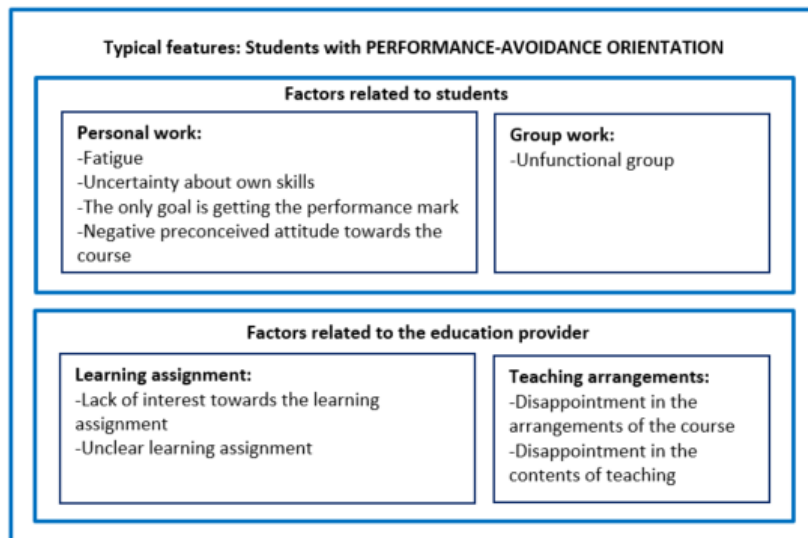 Typical features: Students with PERFORMANCE-AVOIDANCE ORIENTATION
Factors related to students
Personal work:
-Fatigue
-Uncertainty about own skills
-The only goal is getting the performance mark
-Negative preconceived attitude towards the
course
Group work:
-Unfunctional group
Factors related to the education provider
Learning assignment:
-Lack of interest towards the learning
assignment
-Unclear learning assignment
Teaching arrangements:
-Disappointment in the
arrangements of the course
-Disappointment in the
contents of teaching